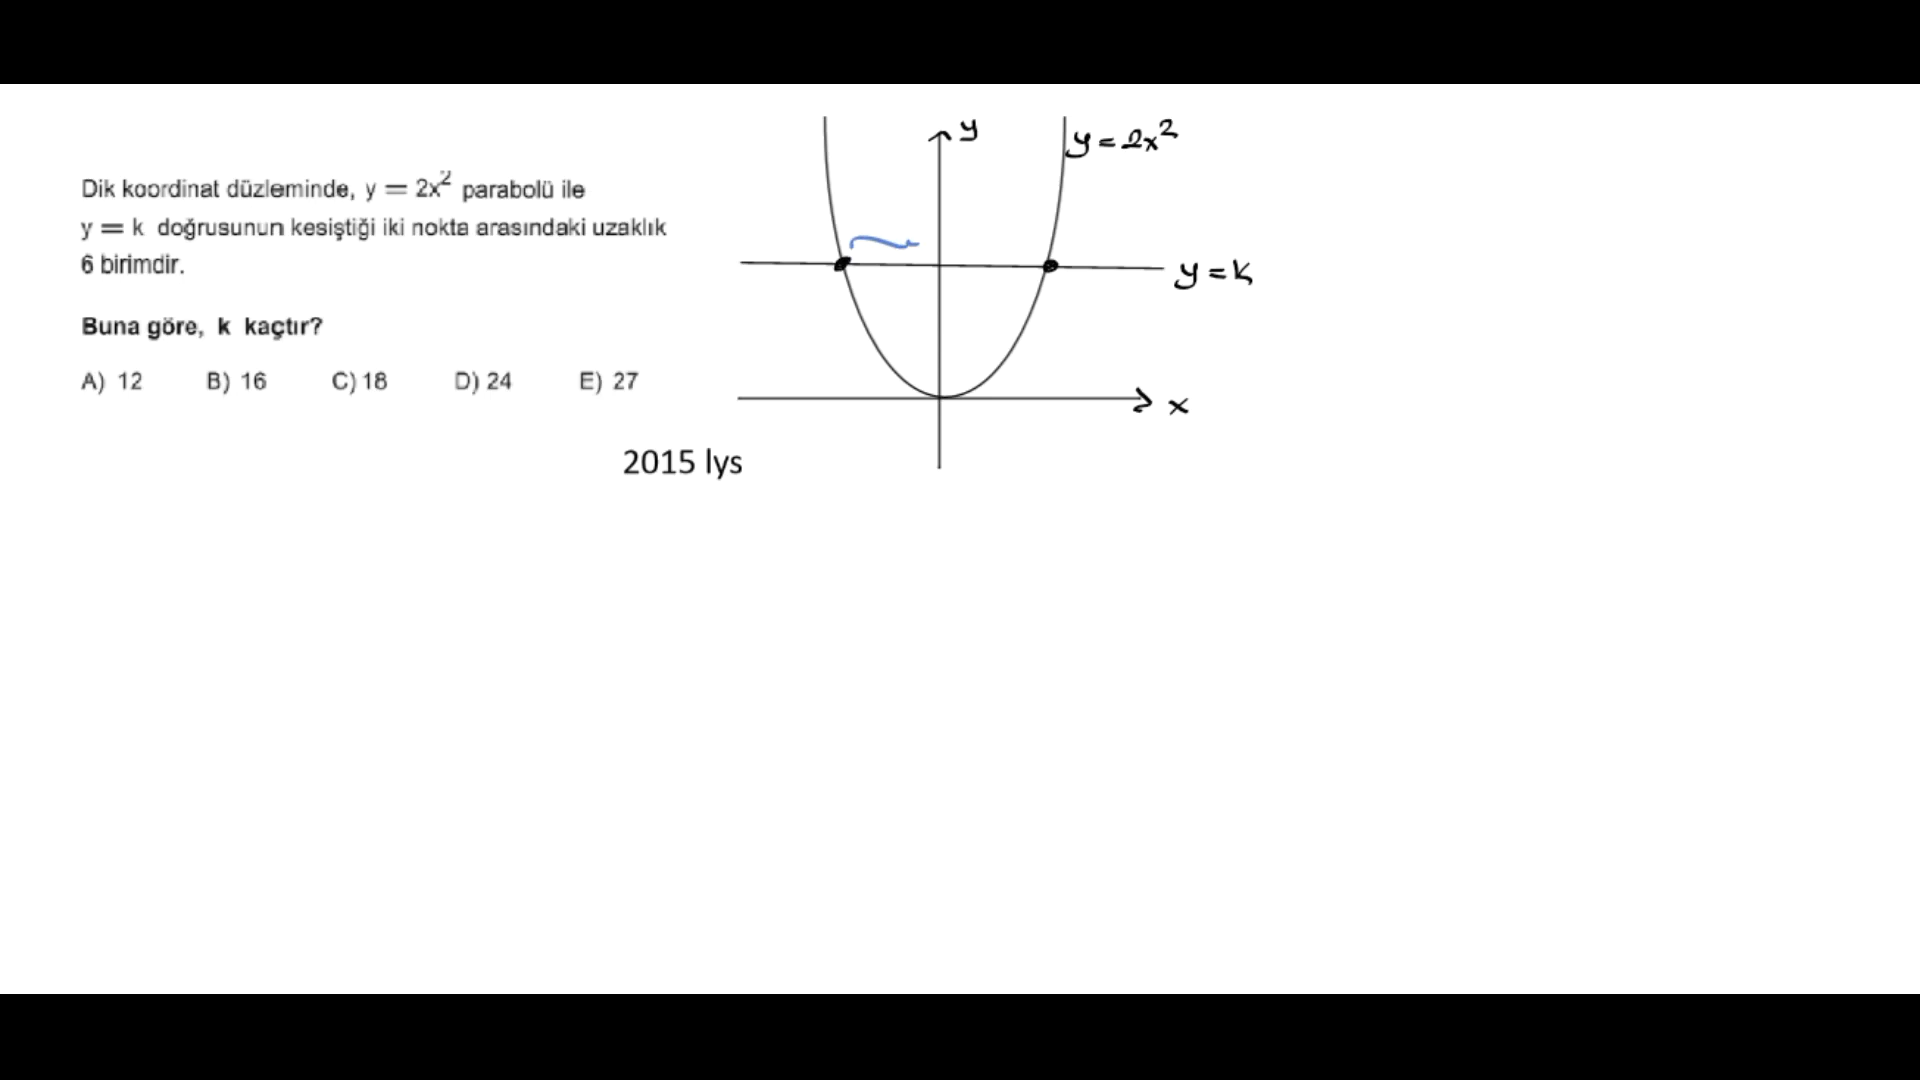 Dik koordinat düzleminde, y = 2x² parabolü ile
y = k doğrusunun kesiştiği iki nokta arasındaki uzaklık
6 birimdir.
Buna göre, k kaçtır?
A) 12 B) 16 C) 18 D) 24 E) 27
2015 lys
y
y = 2x²
y = k
x